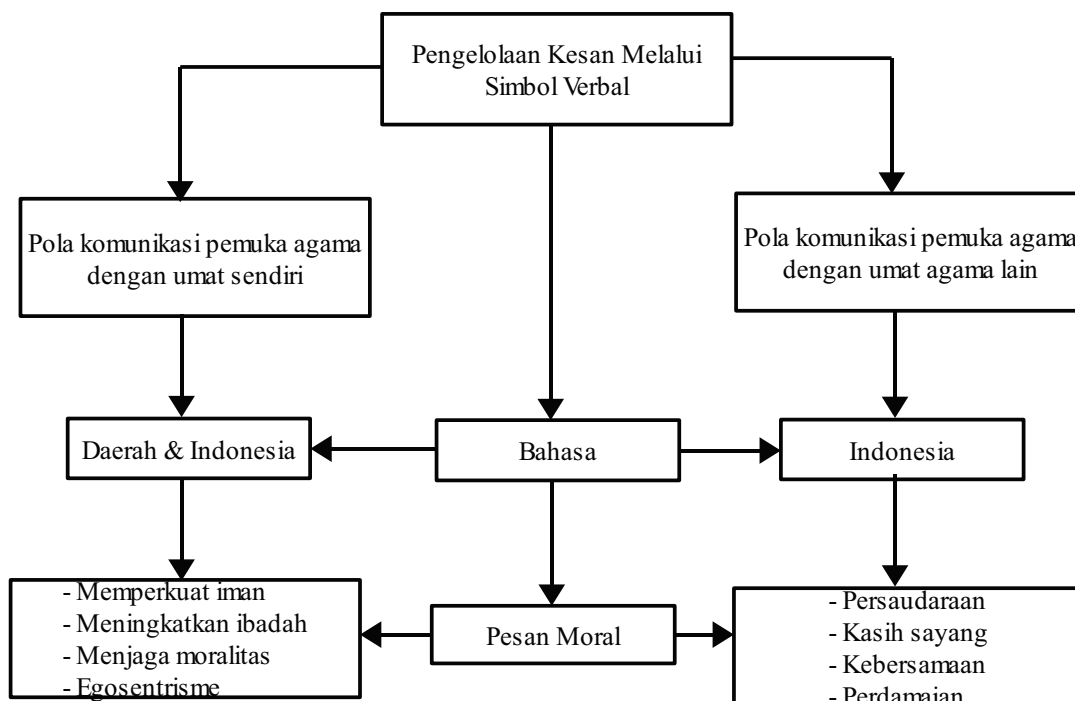 Pengelolaan Kesan Melalui
Simbol Verbal
Pola komunikasi pemuka agama
dengan umat sendiri
Pola komunikasi pemuka agama
dengan umat agama lain
Daerah & Indonesia
Bahasa
Indonesia
- Memperkuat iman
- Meningkatkan ibadah
- Menjaga moralitas
- Egosentrisme
Pesan Moral
- Persaudaraan
- Kasih sayang
- Kebersamaan
- Perdamaian